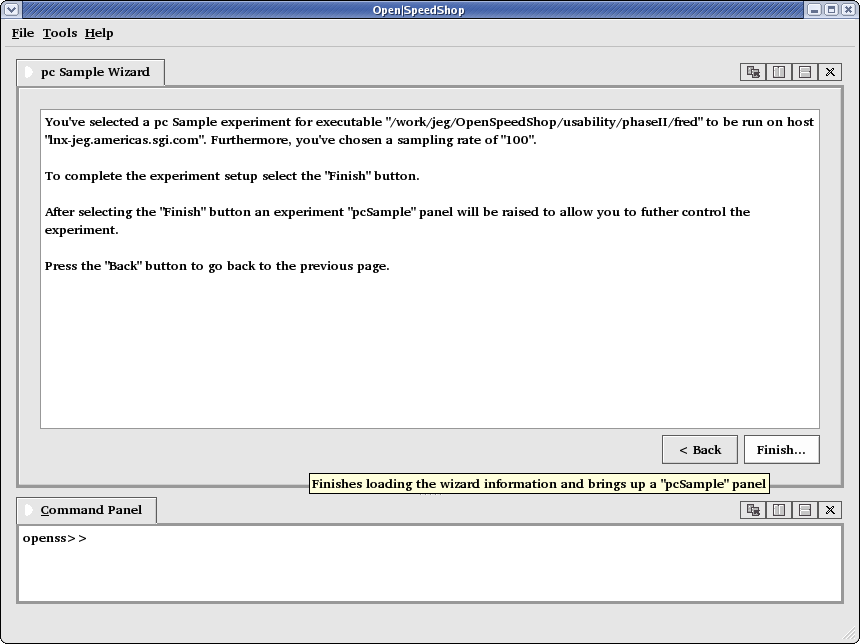 Open|SpeedShop
File Tools Help
pc Sample Wizard
You've selected a pc Sample experiment for executable "/work/jeg/OpenSpeedShop/usability/phaseII/fred" to be run on host
"lnx-jeg.americas.sgi.com". Furthermore, you've chosen a sampling rate of "100".
To complete the experiment setup select the "Finish" button.
After selecting the "Finish" button an experiment "pcSample" panel will be raised to allow you to futher control the
experiment.
Press the "Back" button to go back to the previous page.
< Back Finish...
Finishes loading the wizard information and brings up a "pcSample" panel
Command Panel
openss>>